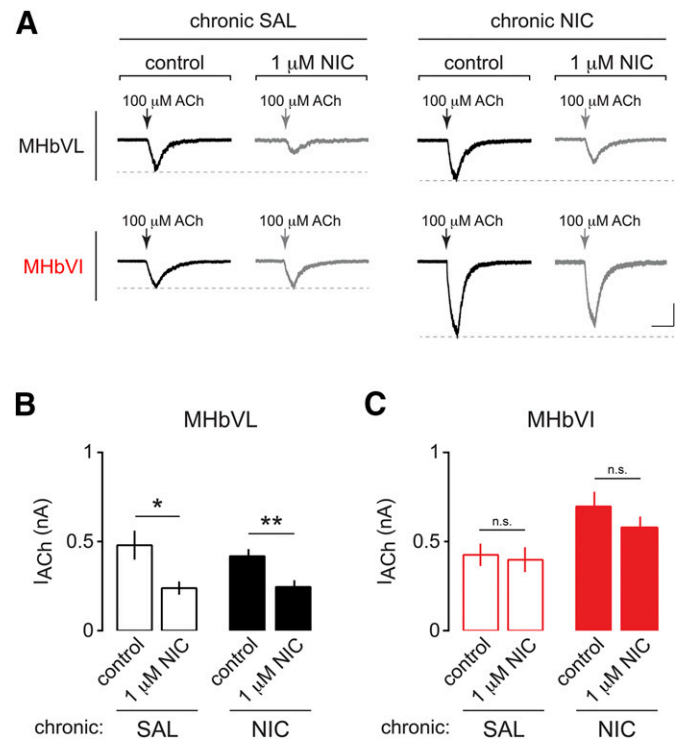 A
chronic SAL
chronic NIC
control
1 μM NIC
control
1 μM NIC
100 μM ACh
100 μM ACh
100 μM ACh
100 μM ACh
MHbVL
100 μM ACh
100 μM ACh
100 μM ACh
100 μM ACh
MHbVI
B
MHbVL
1
0.5
0
IACh (nA)
*
**
control
1 μM NIC
control
1 μM NIC
chronic:
SAL
NIC
C
MHbVI
1
0.5
0
IACh (nA)
n.s.
n.s.
control
1 μM NIC
control
1 μM NIC
chronic:
SAL
NIC